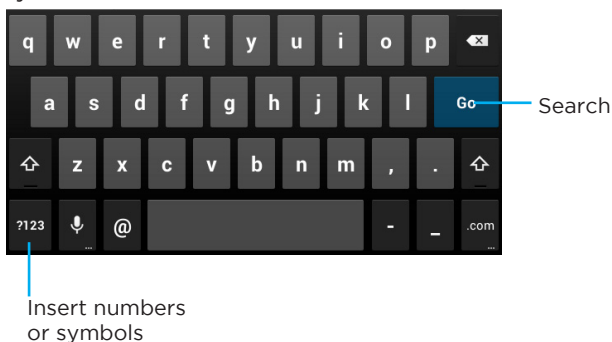 q w e r t y u i o p
a s d f g h j k l Go
Search
z x c v b n m , .
?123 @ - _ .com
Insert numbers
or symbols